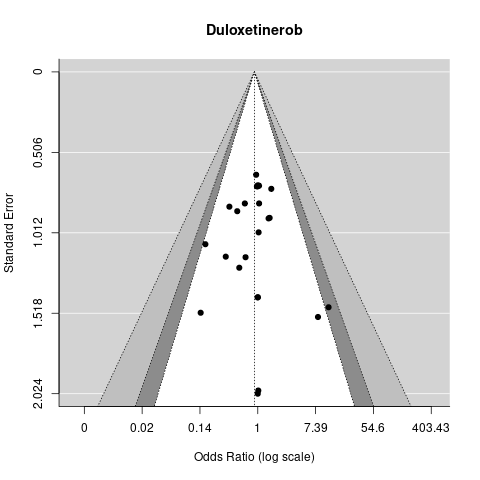 Duloxetinerob
Standard Error
0
0.506
1.012
1.518
2.024
0 0.02 0.14 1 7.39 54.6 403.43
Odds Ratio (log scale)